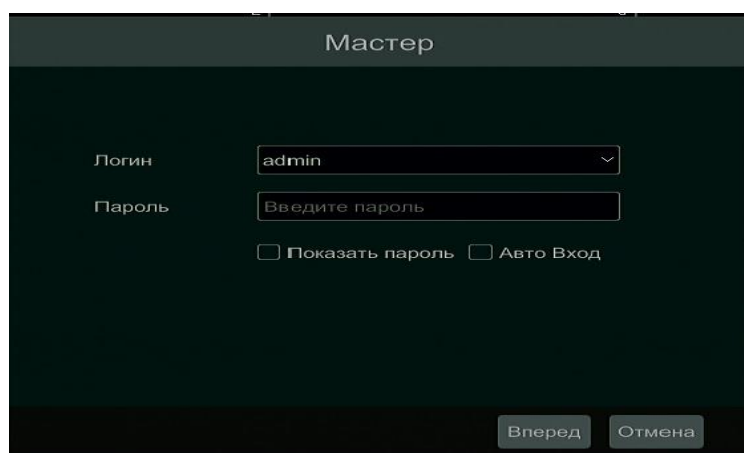 Мастер
Логин admin
Пароль Введите пароль
Показать пароль Авто Вход
Вперед Отмена